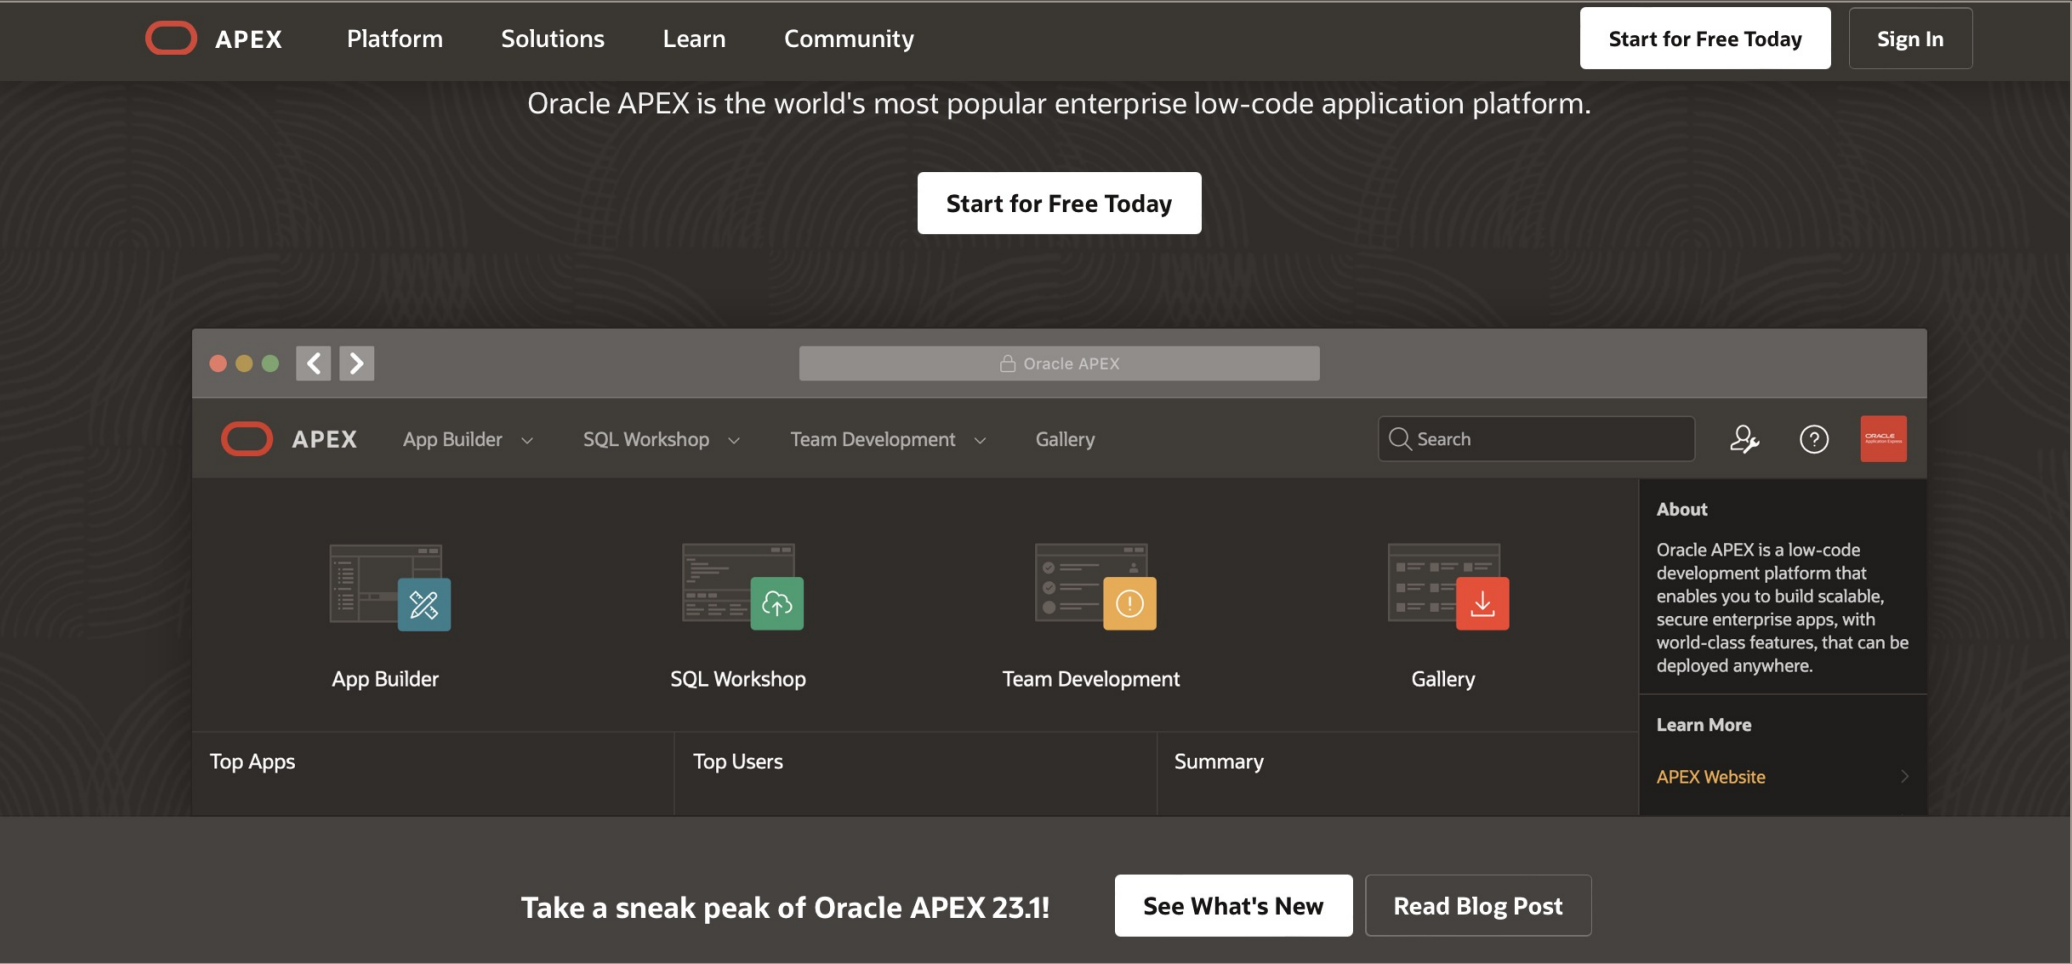 APEX Platform Solutions Learn Community Start for Free Today Sign In
Oracle APEX is the world's most popular enterprise low-code application platform.
Start for Free Today
Oracle APEX
APEX App Builder SQL Workshop Team Development Gallery Search ORACLE
App Builder SQL Workshop Team Development Gallery
Top Apps Top Users Summary
About
Oracle APEX is a low-code
development platform that
enables you to build scalable,
secure enterprise apps, with
world-class features, that can be
deployed anywhere.
Learn More
APEX Website
Take a sneak peak of Oracle APEX 23.1! See What's New Read Blog Post